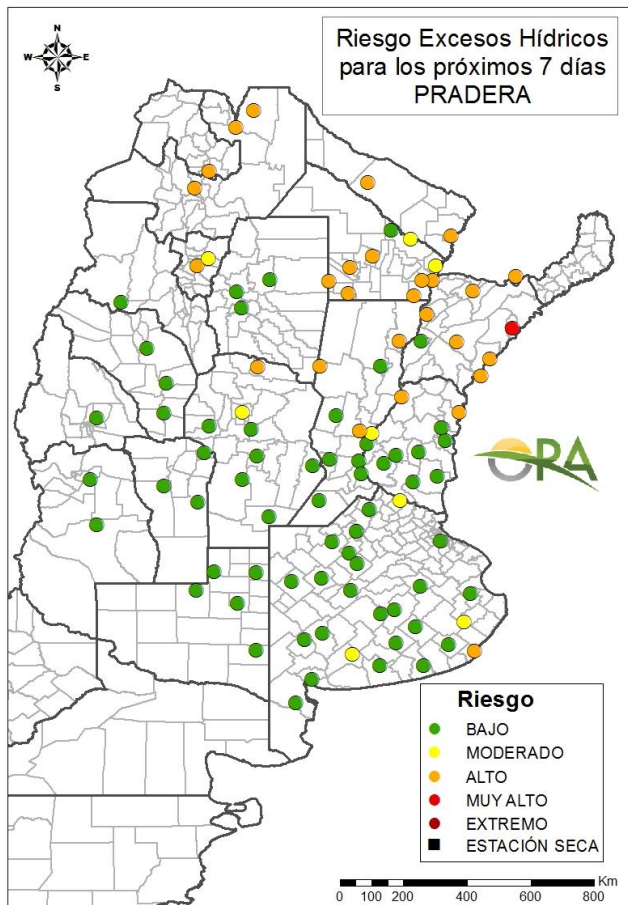 N
W E
S
Riesgo Excesos Hídricos
para los próximos 7 días
PRADERA
OPA
Riesgo
BAJO
MODERADO
ALTO
MUY ALTO
EXTREMO
ESTACIÓN SECA
Km
0 100 200 400 600 800